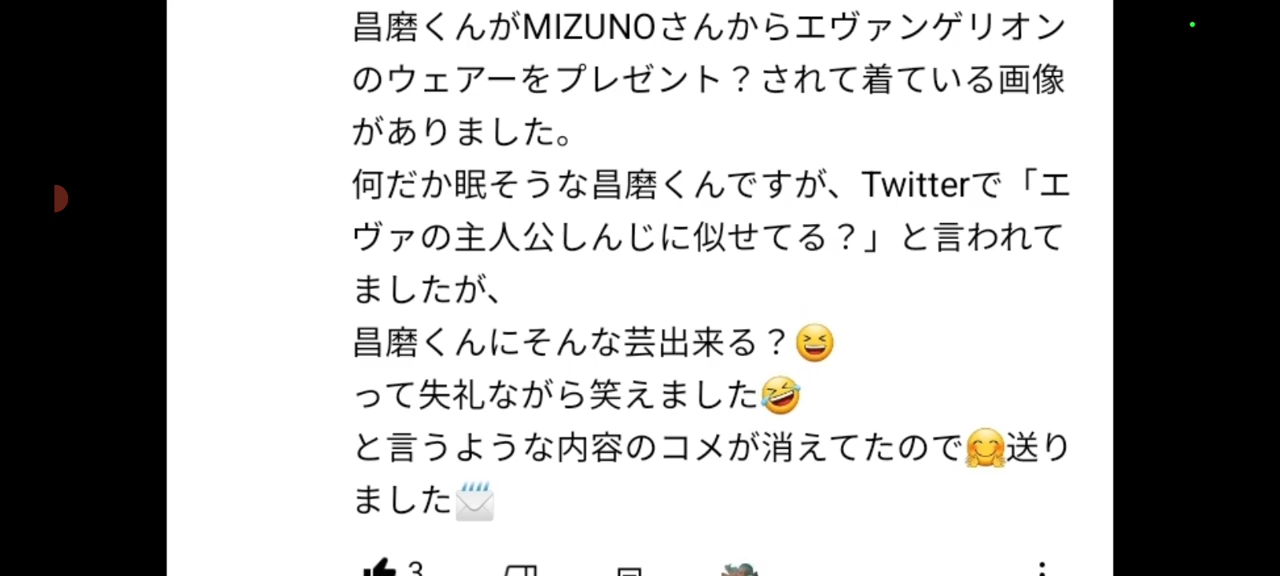 昌磨くんがMIZUNOさんからエヴァンゲリオン
のウェアーをプレゼント？されて着ている画像
がありました。
何だか眠そうな昌磨くんですが、Twitterで「エ
ヴァの主人公しんじに似せてる？」と言われて
ましたが、
昌磨くんにそんな芸出来る？😆
って失礼ながら笑えました🤣
と言うような内容のコメが消えてたので🤗送り
ました📨
3